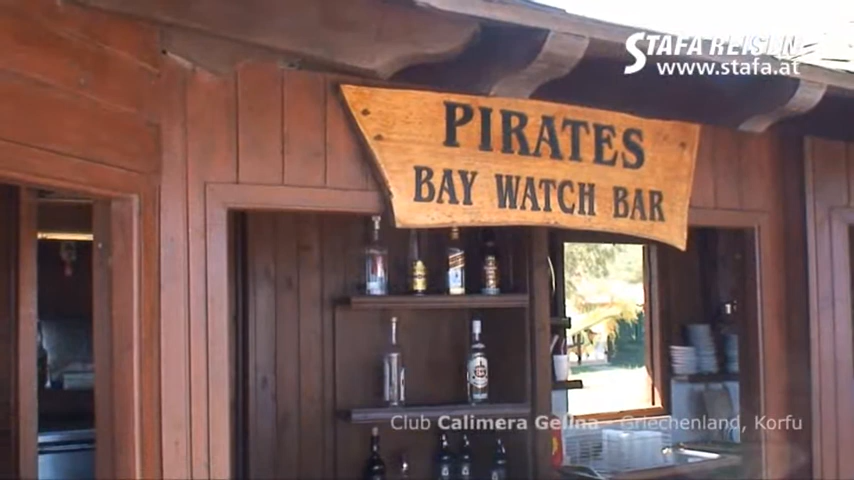 STAFA REISEN
www.stafa.at
PIRATES
BAY WATCH BAR
Club Calimera Gelina - Griechenland, Korfu